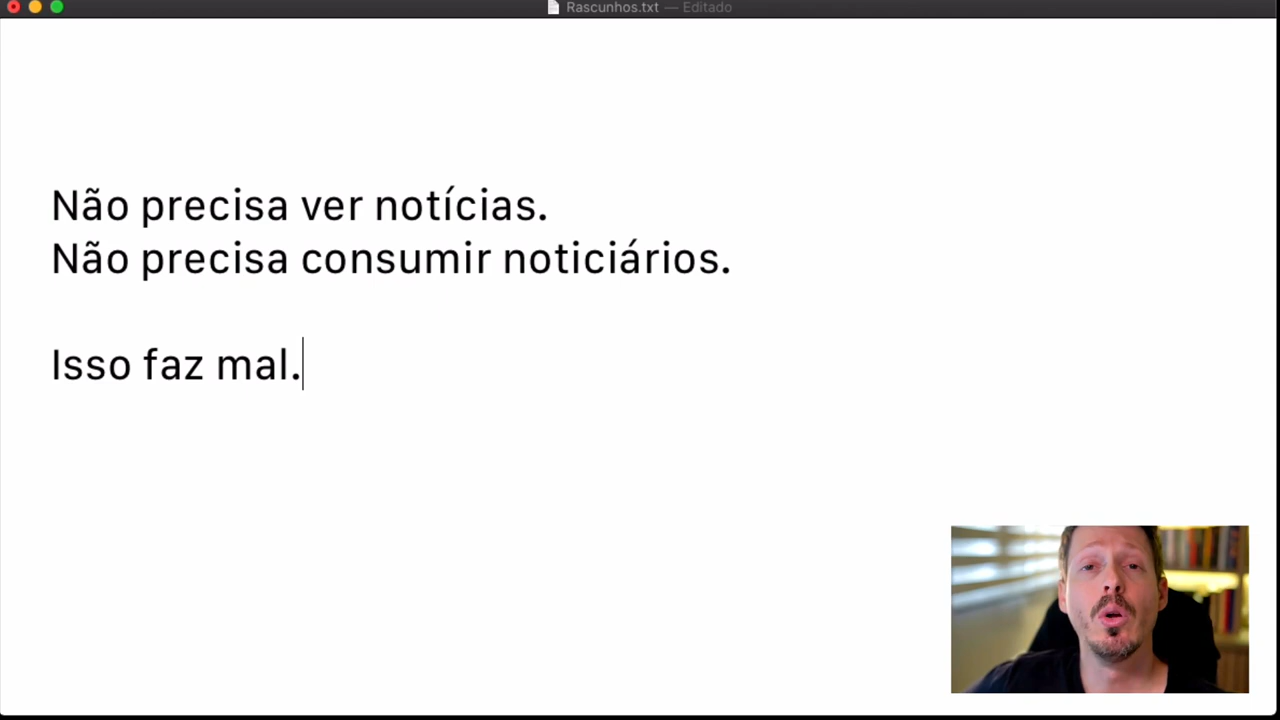 Rascunhos.txt — Editado
Não precisa ver notícias.
Não precisa consumir noticiários.
Isso faz mal.